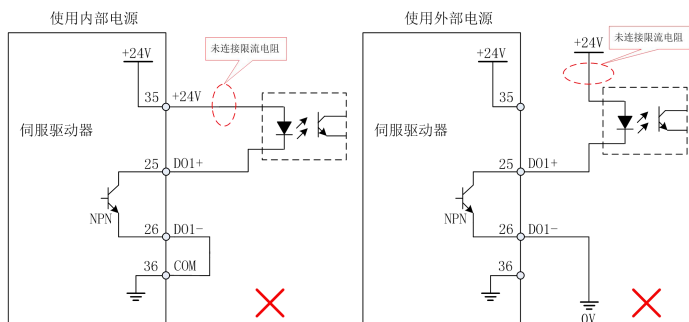 使用内部电源
+24V
未连接限流电阻
35
+24V
伺服驱动器
25
DO1+
NPN
26
DO1-
36
COM
使用外部电源
+24V
+24V
未连接限流电阻
35
伺服驱动器
25
DO1+
NPN
26
DO1-
36
0V